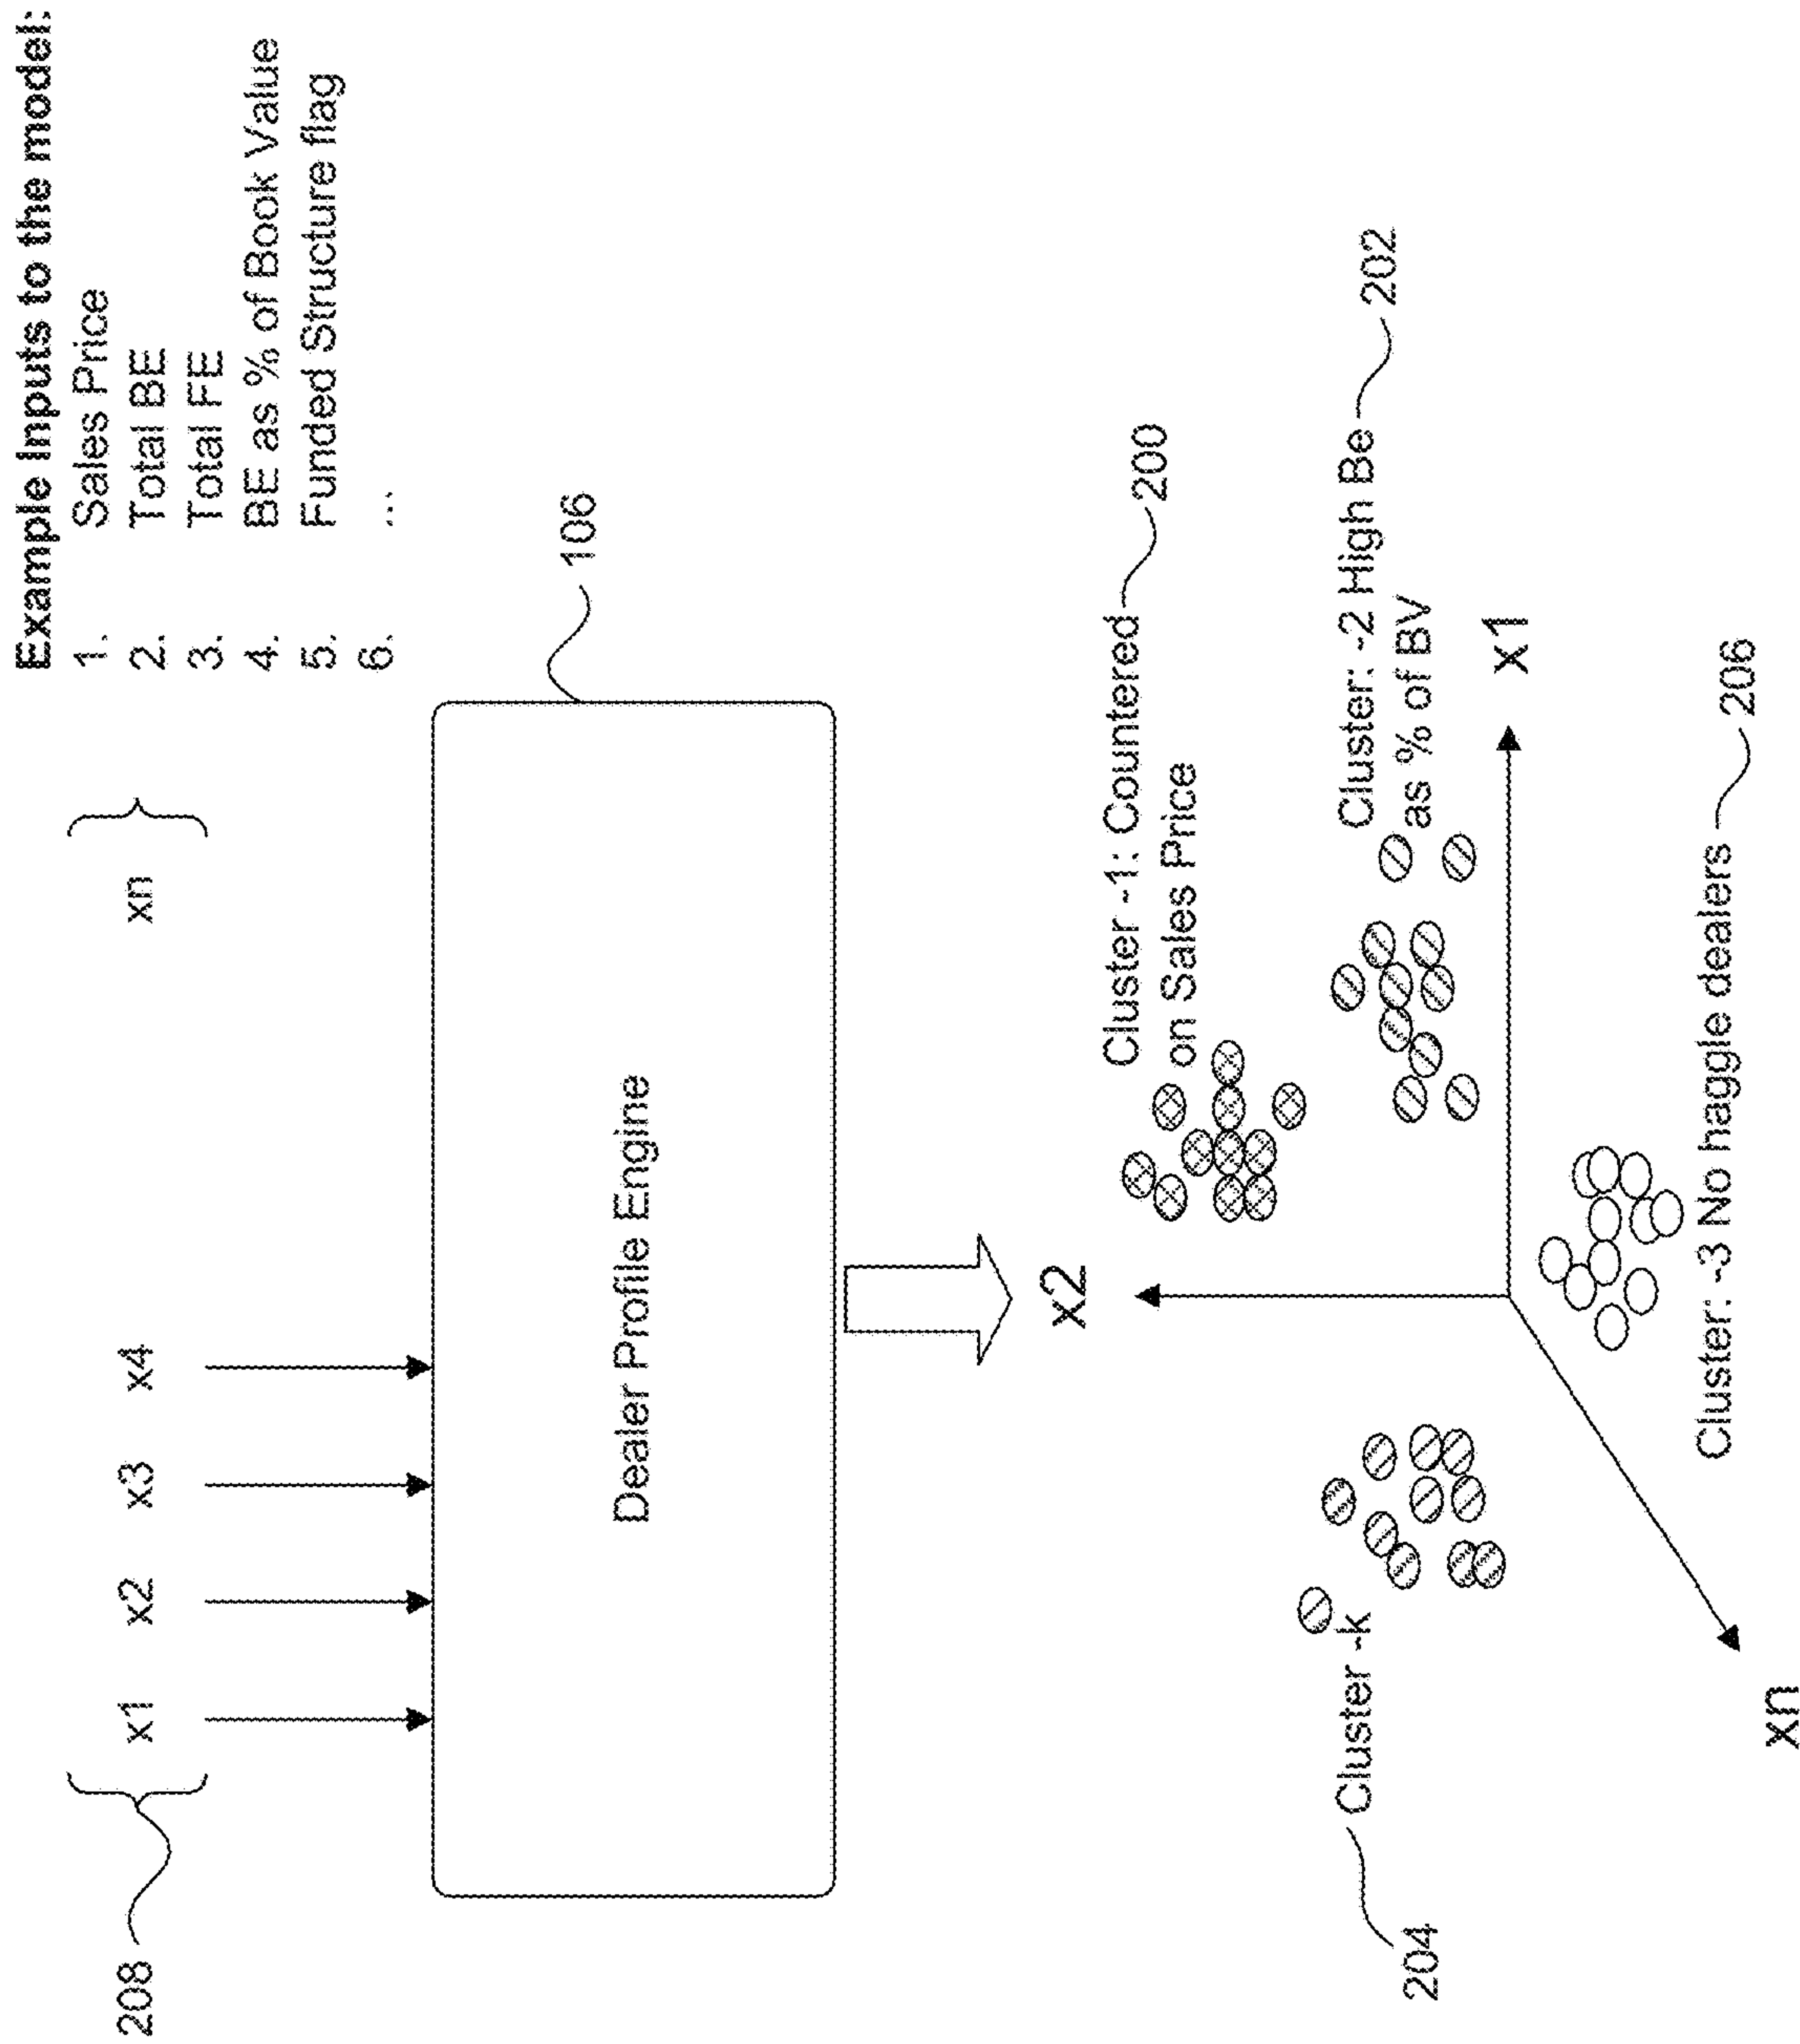 Example Inputs to the model:
1. Sales Price
2. Total BE
3. Total FE
4. BE as % of Book Value
5. Funded Structure flag
6. ...
208
x1 x2 x3 x4 xn
106
Dealer Profile Engine
x2
Cluster -1: Countered
on Sales Price
200
Cluster: -2 High Be
as % of BV
202
x1
204
Cluster -k
xn
Cluster: -3 No haggle dealers
206